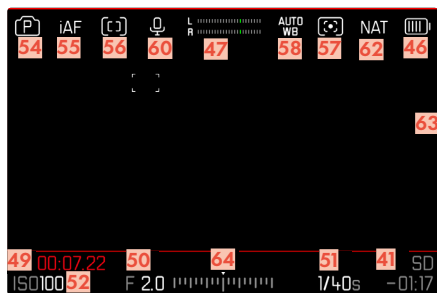 P iAF L R AUTO WB NAT
54 55 56 60 47 58 57 62 46
63
49 00:07.22 50 64 51 41 SD
ISO100 52 F 2.0 1/40s -01:17